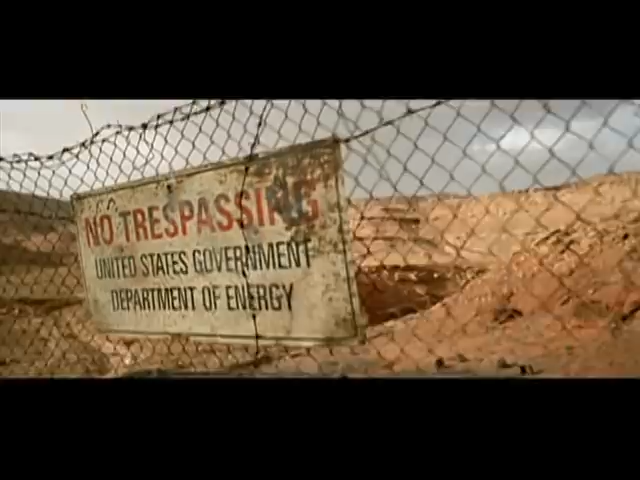 NO TRESPASSING
UNITED STATES GOVERNMENT
DEPARTMENT OF ENERGY